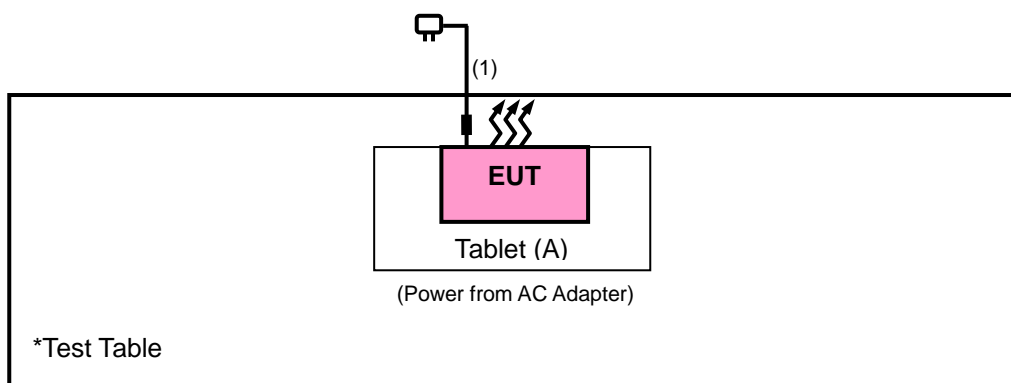 (1)
EUT
Tablet (A)
(Power from AC Adapter)
*Test Table